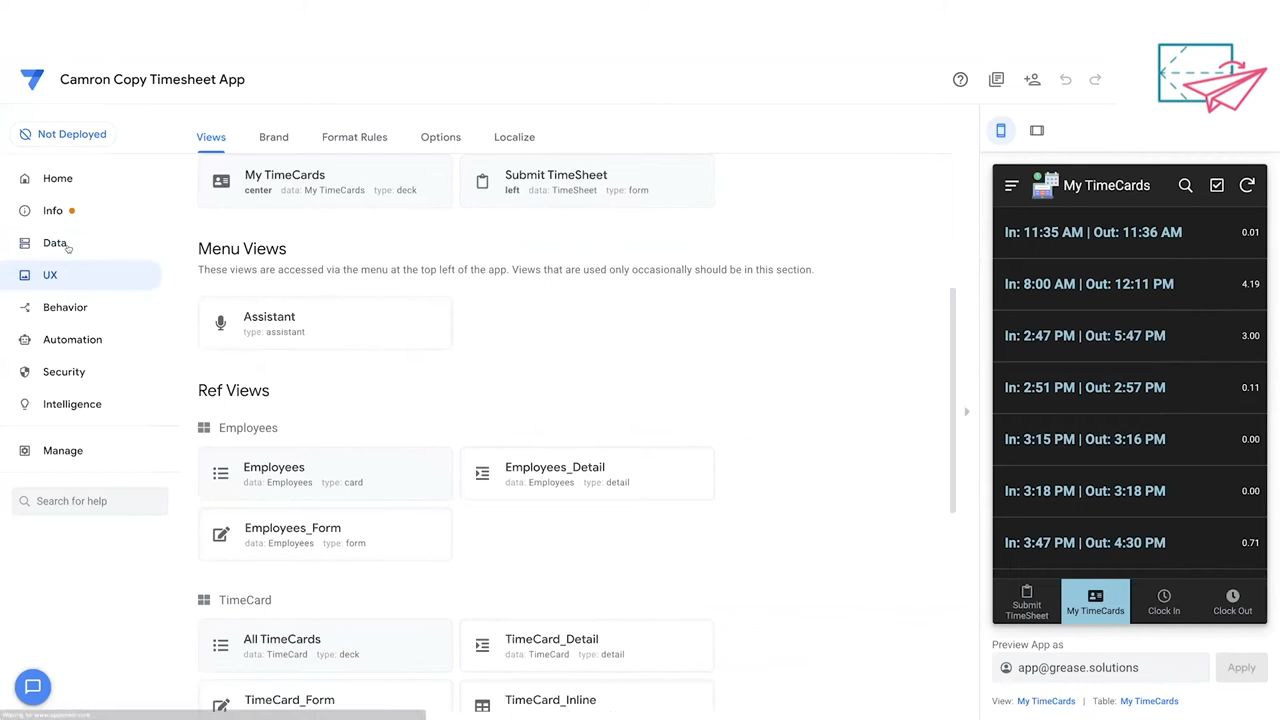 Camron Copy Timesheet App
Not Deployed
Home
Info
Data
UX
Behavior
Automation
Security
Intelligence
Manage
Search for help
Views Brand Format Rules Options Localize
My TimeCards
center data: My TimeCards type: deck
Submit TimeSheet
left data: TimeSheet type: form
Menu Views
These views are accessed via the menu at the top left of the app. Views that are used only occasionally should be in this section.
Assistant
type: assistant
Ref Views
Employees
Employees
data: Employees type: card
Employees_Detail
data: Employees type: detail
Employees_Form
data: Employees type: form
TimeCard
All TimeCards
data: TimeCard type: deck
TimeCard_Detail
data: TimeCard type: detail
TimeCard_Form
TimeCard_Inline
My TimeCards
In: 11:35 AM | Out: 11:36 AM 0.01
In: 8:00 AM | Out: 12:11 PM 4.19
In: 2:47 PM | Out: 5:47 PM 3.00
In: 2:51 PM | Out: 2:57 PM 0.11
In: 3:15 PM | Out: 3:16 PM 0.00
In: 3:18 PM | Out: 3:18 PM 0.00
In: 3:47 PM | Out: 4:30 PM 0.71
Submit
TimeSheet
My TimeCards
Clock In
Clock Out
Preview App as
app@grease.solutions
Apply
View: My TimeCards | Table: My TimeCards